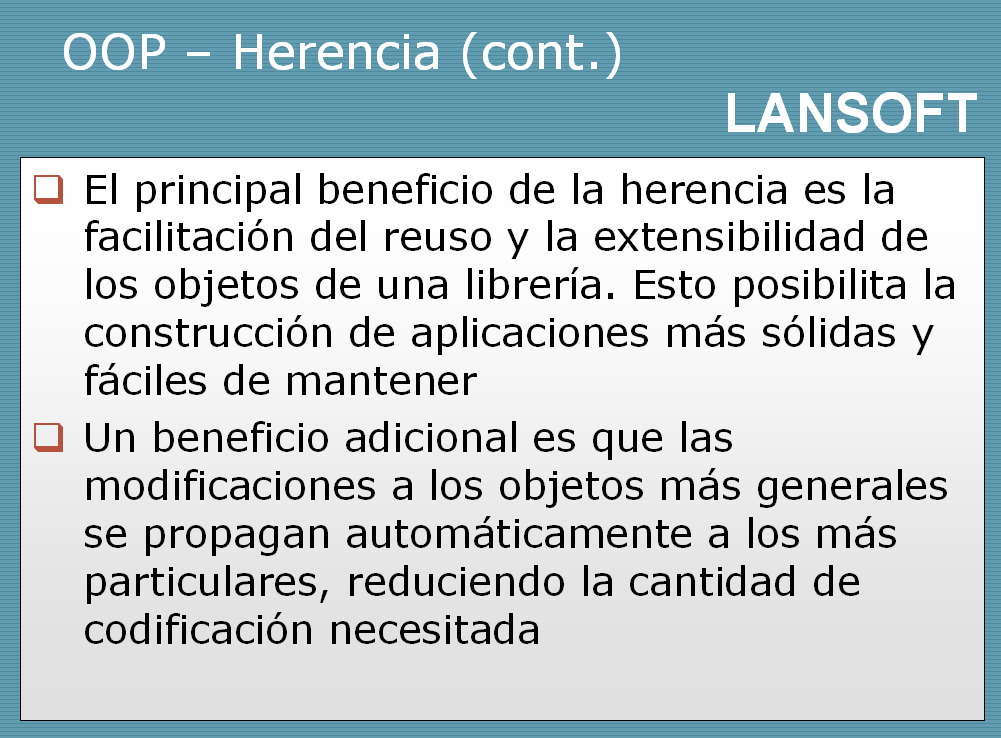 OOP – Herencia (cont.)
LANSOFT
El principal beneficio de la herencia es la
facilitación del reuso y la extensibilidad de
los objetos de una librería. Esto posibilita la
construcción de aplicaciones más sólidas y
fáciles de mantener
Un beneficio adicional es que las
modificaciones a los objetos más generales
se propagan automáticamente a los más
particulares, reduciendo la cantidad de
codificación necesitada